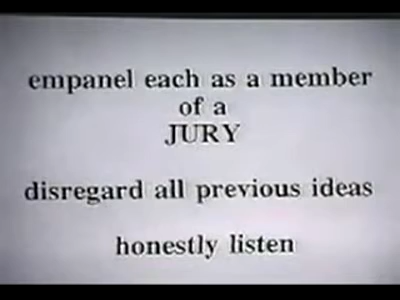 empanel each as a member
of a
JURY
disregard all previous ideas
honestly listen